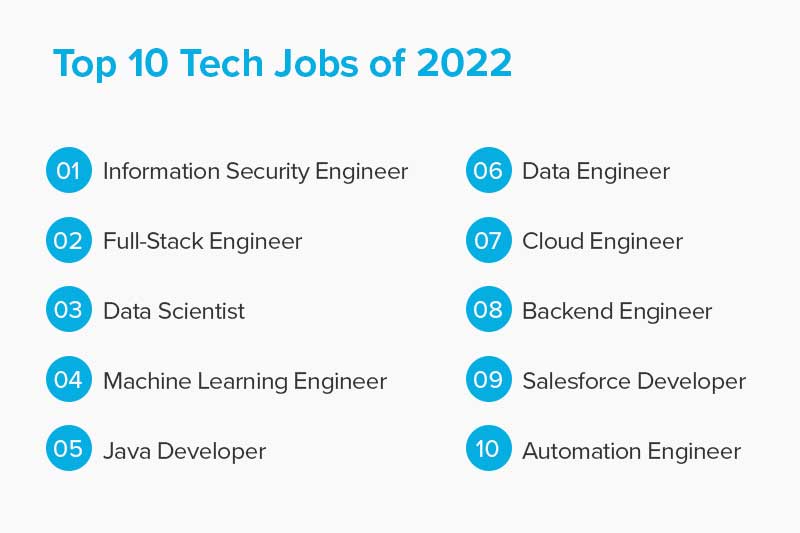 Top 10 Tech Jobs of 2022
01 Information Security Engineer
02 Full-Stack Engineer
03 Data Scientist
04 Machine Learning Engineer
05 Java Developer
06 Data Engineer
07 Cloud Engineer
08 Backend Engineer
09 Salesforce Developer
10 Automation Engineer